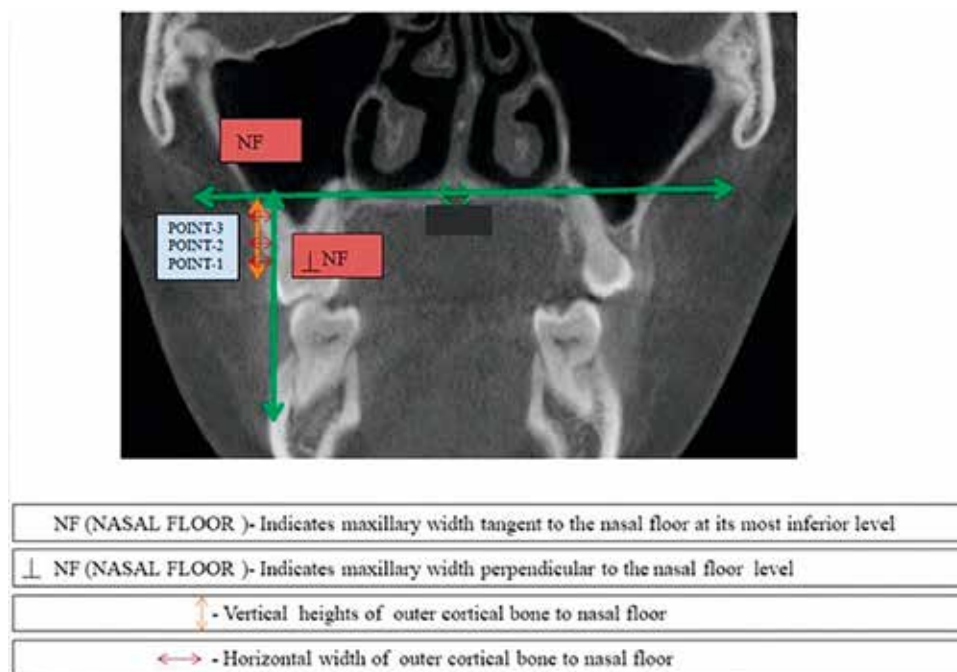 NF
POINT-3
POINT-2
POINT-1
⊥ NF
NF (NASAL FLOOR )- Indicates maxillary width tangent to the nasal floor at its most inferior level
⊥ NF (NASAL FLOOR )- Indicates maxillary width perpendicular to the nasal floor level
- Vertical heights of outer cortical bone to nasal floor
- Horizontal width of outer cortical bone to nasal floor